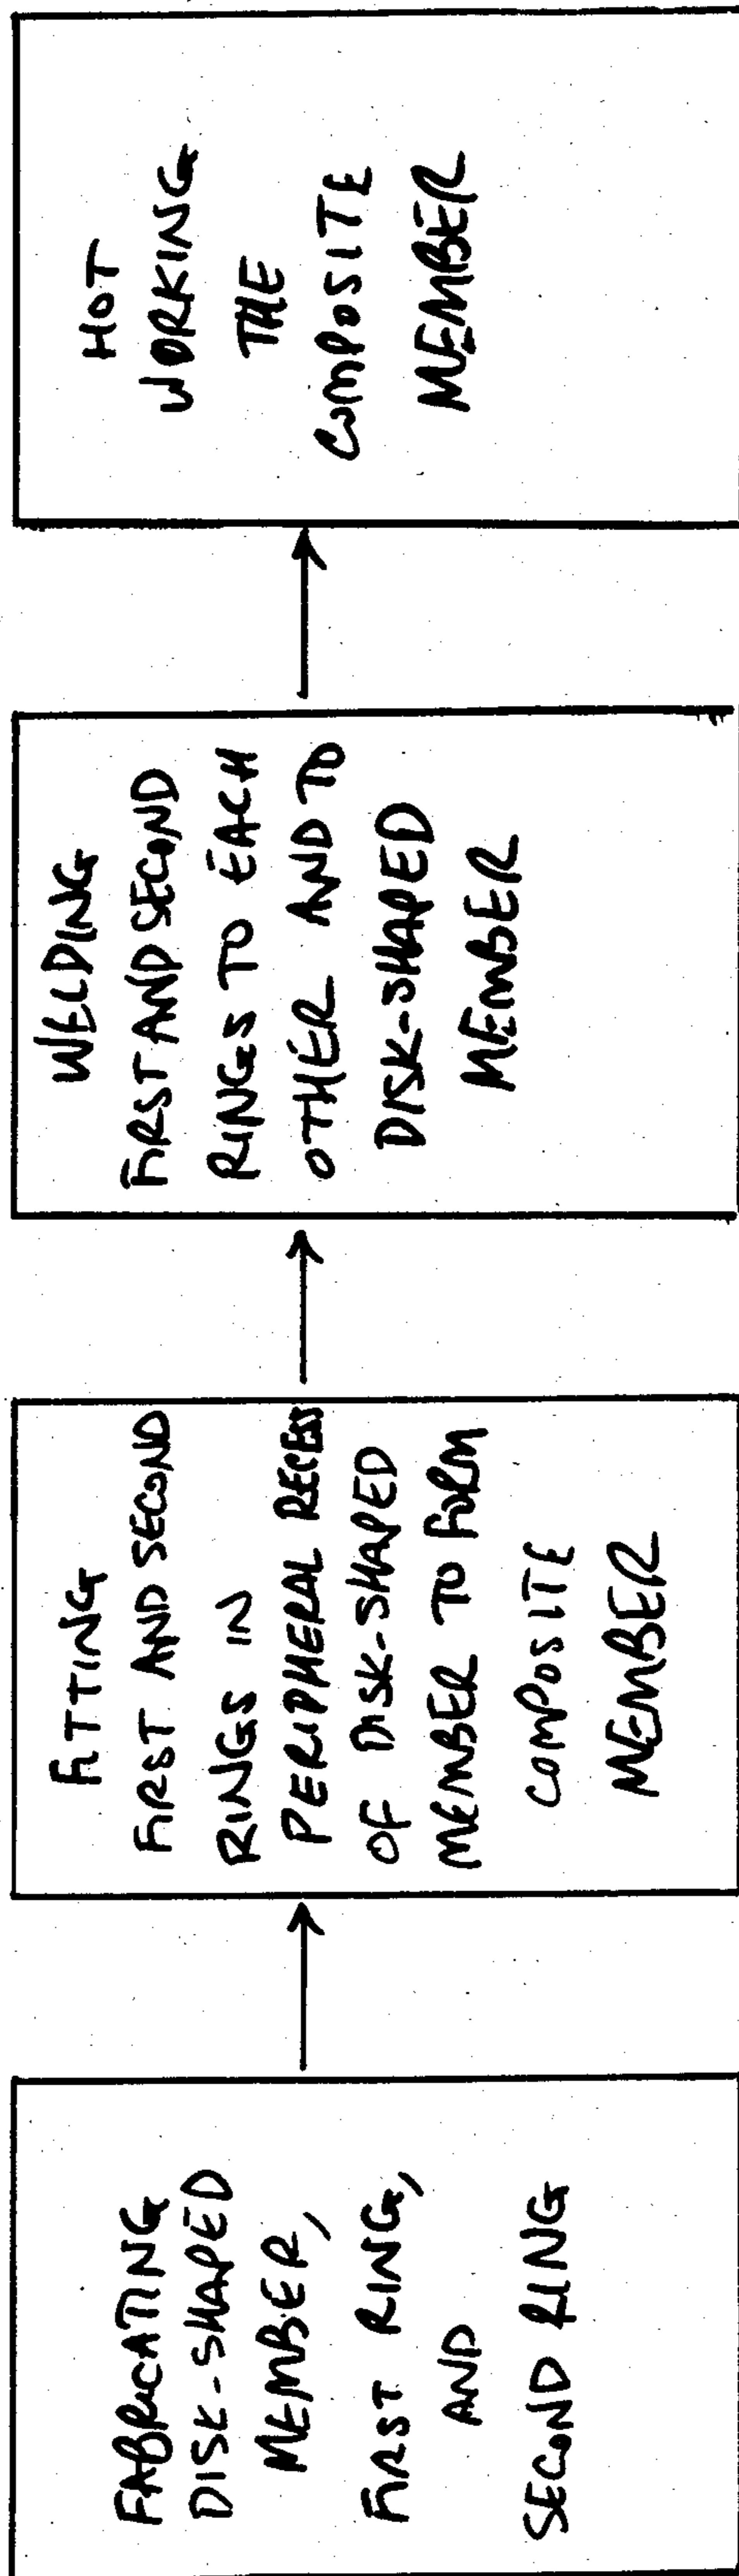 FABRICATING
DISK-SHAPED
MEMBER,
FIRST RING,
AND
SECOND RING
FITTING
FIRST AND SECOND
RINGS IN
PERIPHERAL RECESS
OF DISK-SHAPED
MEMBER TO FORM
COMPOSITE
MEMBER
WELDING
FIRST AND SECOND
RINGS TO EACH
OTHER AND TO
DISK-SHAPED
MEMBER
HOT
WORKING
THE
COMPOSITE
MEMBER